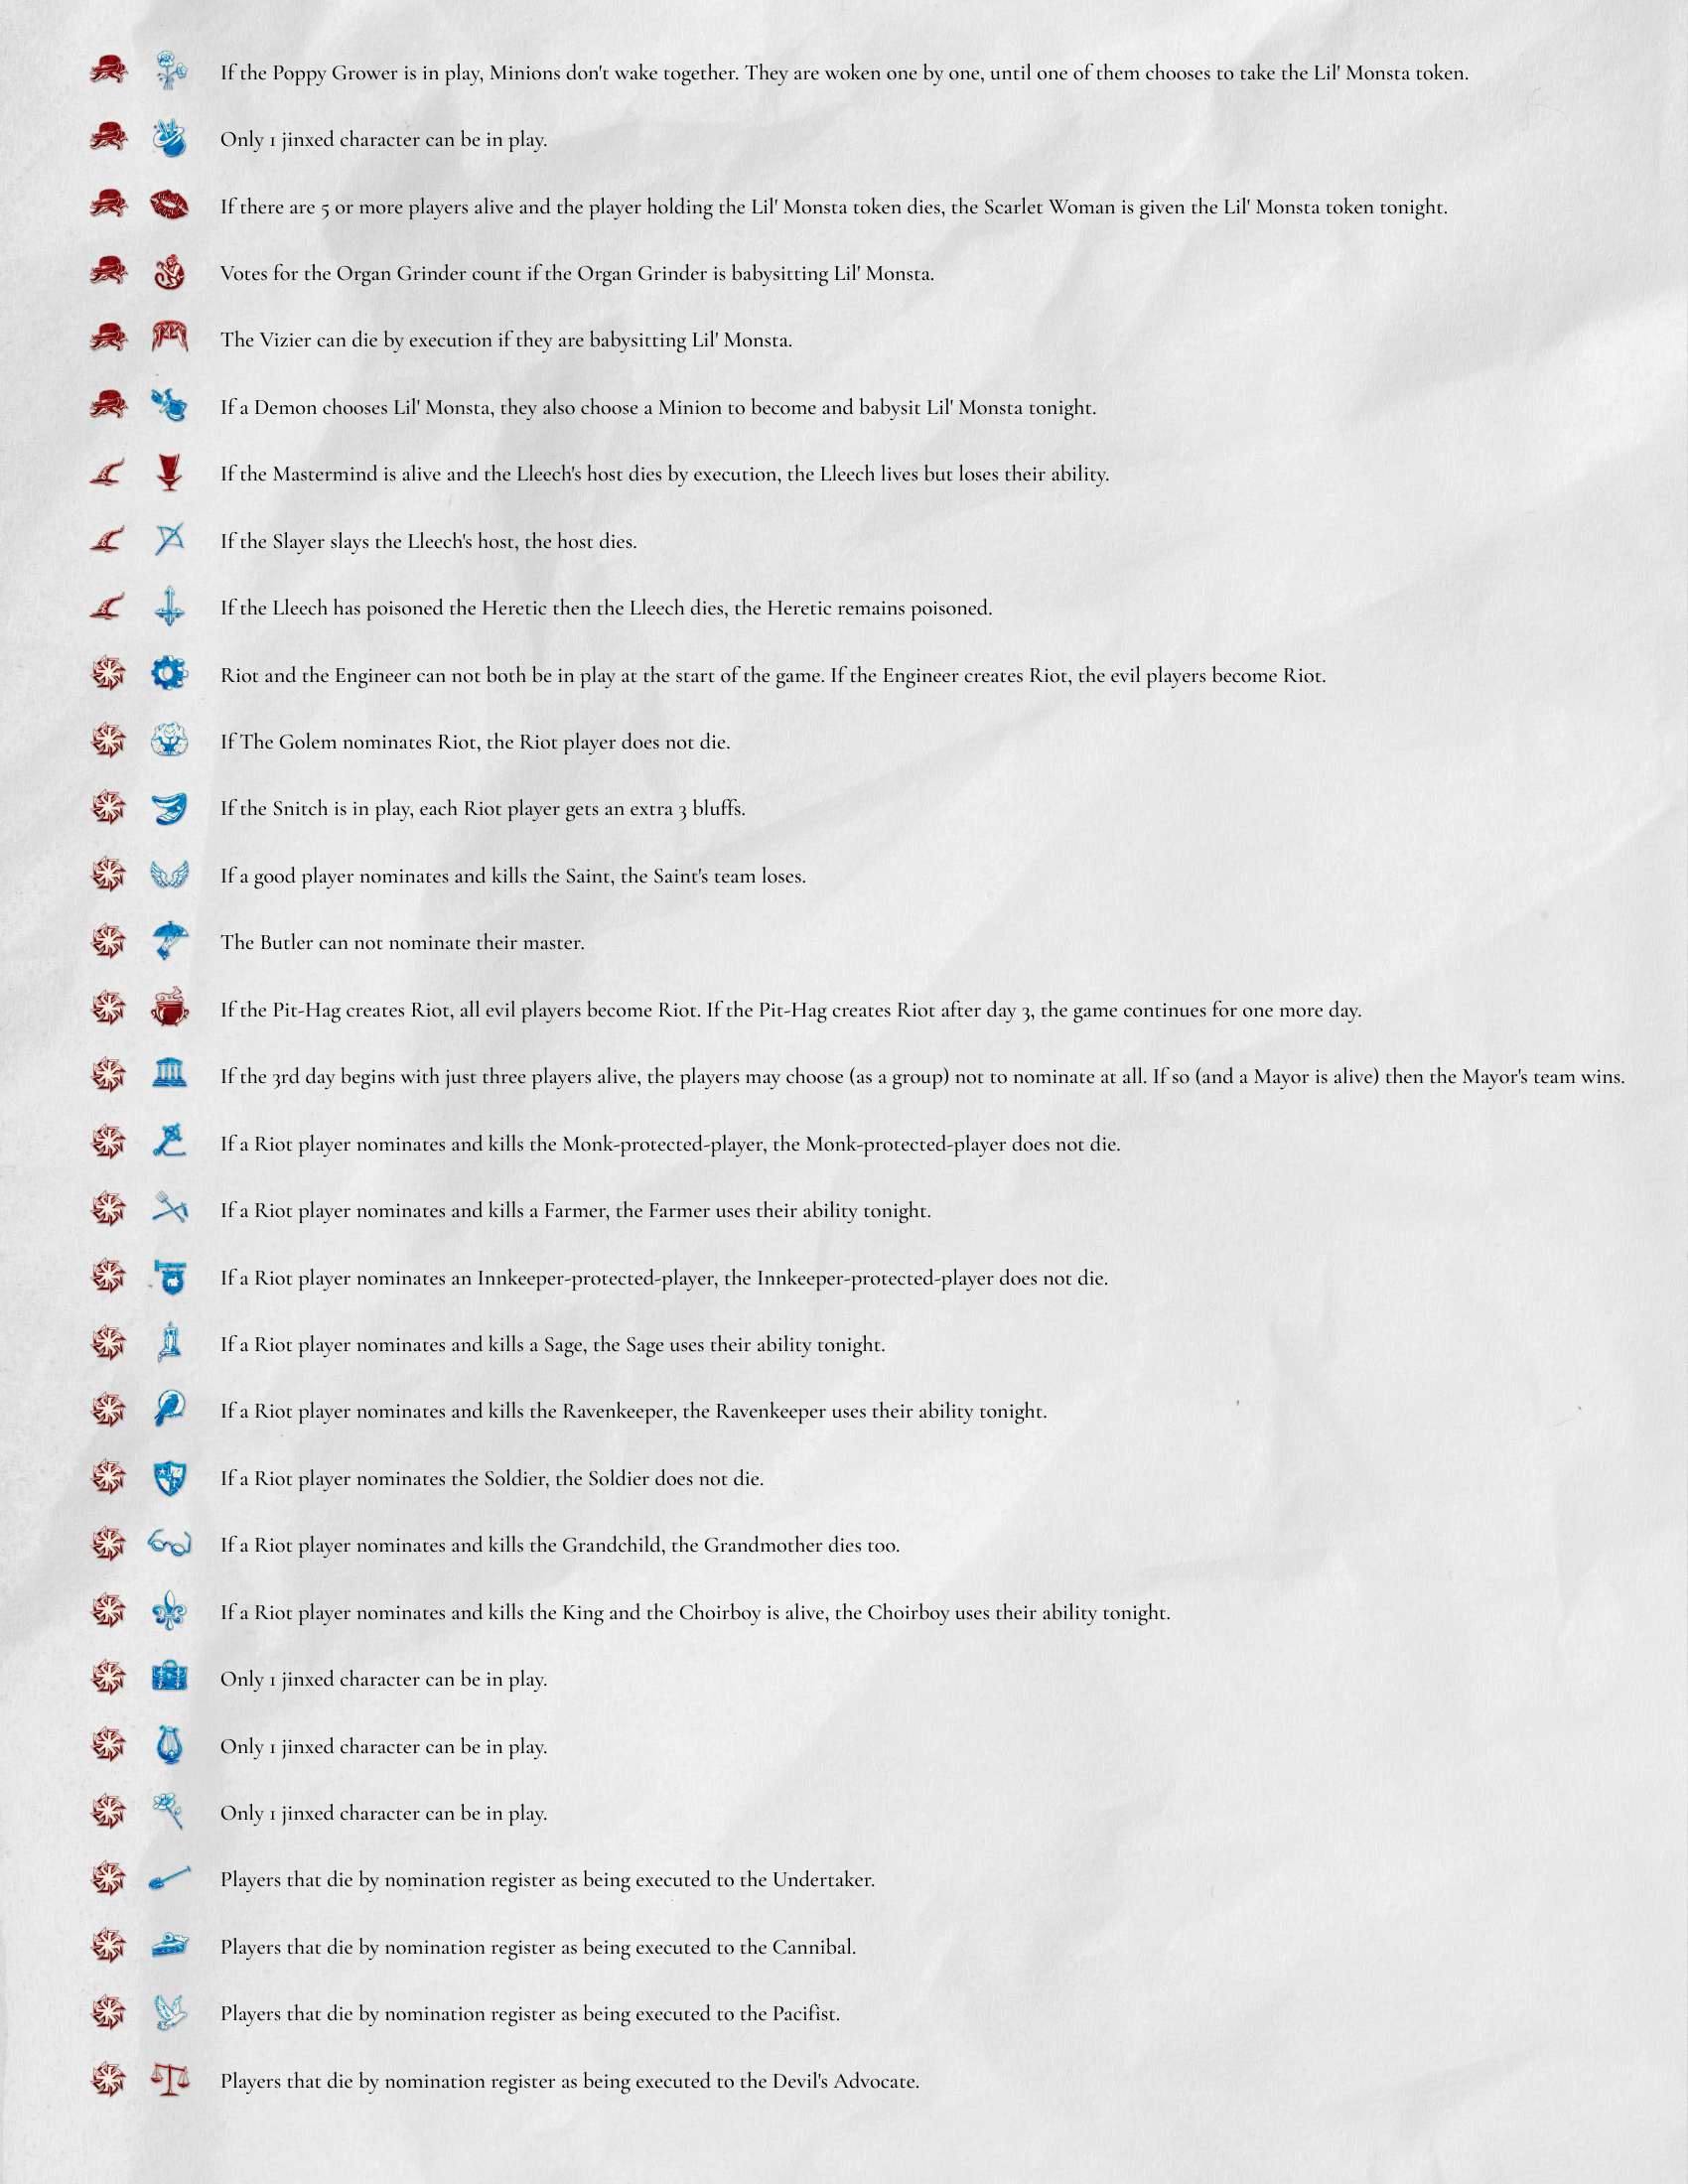 If the Poppy Grower is in play, Minions don't wake together. They are woken one by one, until one of them chooses to take the Lil' Monsta token.
Only 1 jinxed character can be in play.
If there are 5 or more players alive and the player holding the Lil' Monsta token dies, the Scarlet Woman is given the Lil' Monsta token tonight.
Votes for the Organ Grinder count if the Organ Grinder is babysitting Lil' Monsta.
The Vizier can die by execution if they are babysitting Lil' Monsta.
If a Demon chooses Lil' Monsta, they also choose a Minion to become and babysit Lil' Monsta tonight.
If the Mastermind is alive and the Lleech's host dies by execution, the Lleech lives but loses their ability.
If the Slayer slays the Lleech's host, the host dies.
If the Lleech has poisoned the Heretic then the Lleech dies, the Heretic remains poisoned.
Riot and the Engineer can not both be in play at the start of the game. If the Engineer creates Riot, the evil players become Riot.
If The Golem nominates Riot, the Riot player does not die.
If the Snitch is in play, each Riot player gets an extra 3 bluffs.
If a good player nominates and kills the Saint, the Saint's team loses.
The Butler can not nominate their master.
If the Pit-Hag creates Riot, all evil players become Riot. If the Pit-Hag creates Riot after day 3, the game continues for one more day.
If the 3rd day begins with just three players alive, the players may choose (as a group) not to nominate at all. If so (and a Mayor is alive) then the Mayor's team wins.
If a Riot player nominates and kills the Monk-protected-player, the Monk-protected-player does not die.
If a Riot player nominates and kills a Farmer, the Farmer uses their ability tonight.
If a Riot player nominates an Innkeeper-protected-player, the Innkeeper-protected-player does not die.
If a Riot player nominates and kills a Sage, the Sage uses their ability tonight.
If a Riot player nominates and kills the Ravenkeeper, the Ravenkeeper uses their ability tonight.
If a Riot player nominates the Soldier, the Soldier does not die.
If a Riot player nominates and kills the Grandchild, the Grandmother dies too.
If a Riot player nominates and kills the King and the Choirboy is alive, the Choirboy uses their ability tonight.
Only 1 jinxed character can be in play.
Only 1 jinxed character can be in play.
Only 1 jinxed character can be in play.
Players that die by nomination register as being executed to the Undertaker.
Players that die by nomination register as being executed to the Cannibal.
Players that die by nomination register as being executed to the Pacifist.
Players that die by nomination register as being executed to the Devil's Advocate.